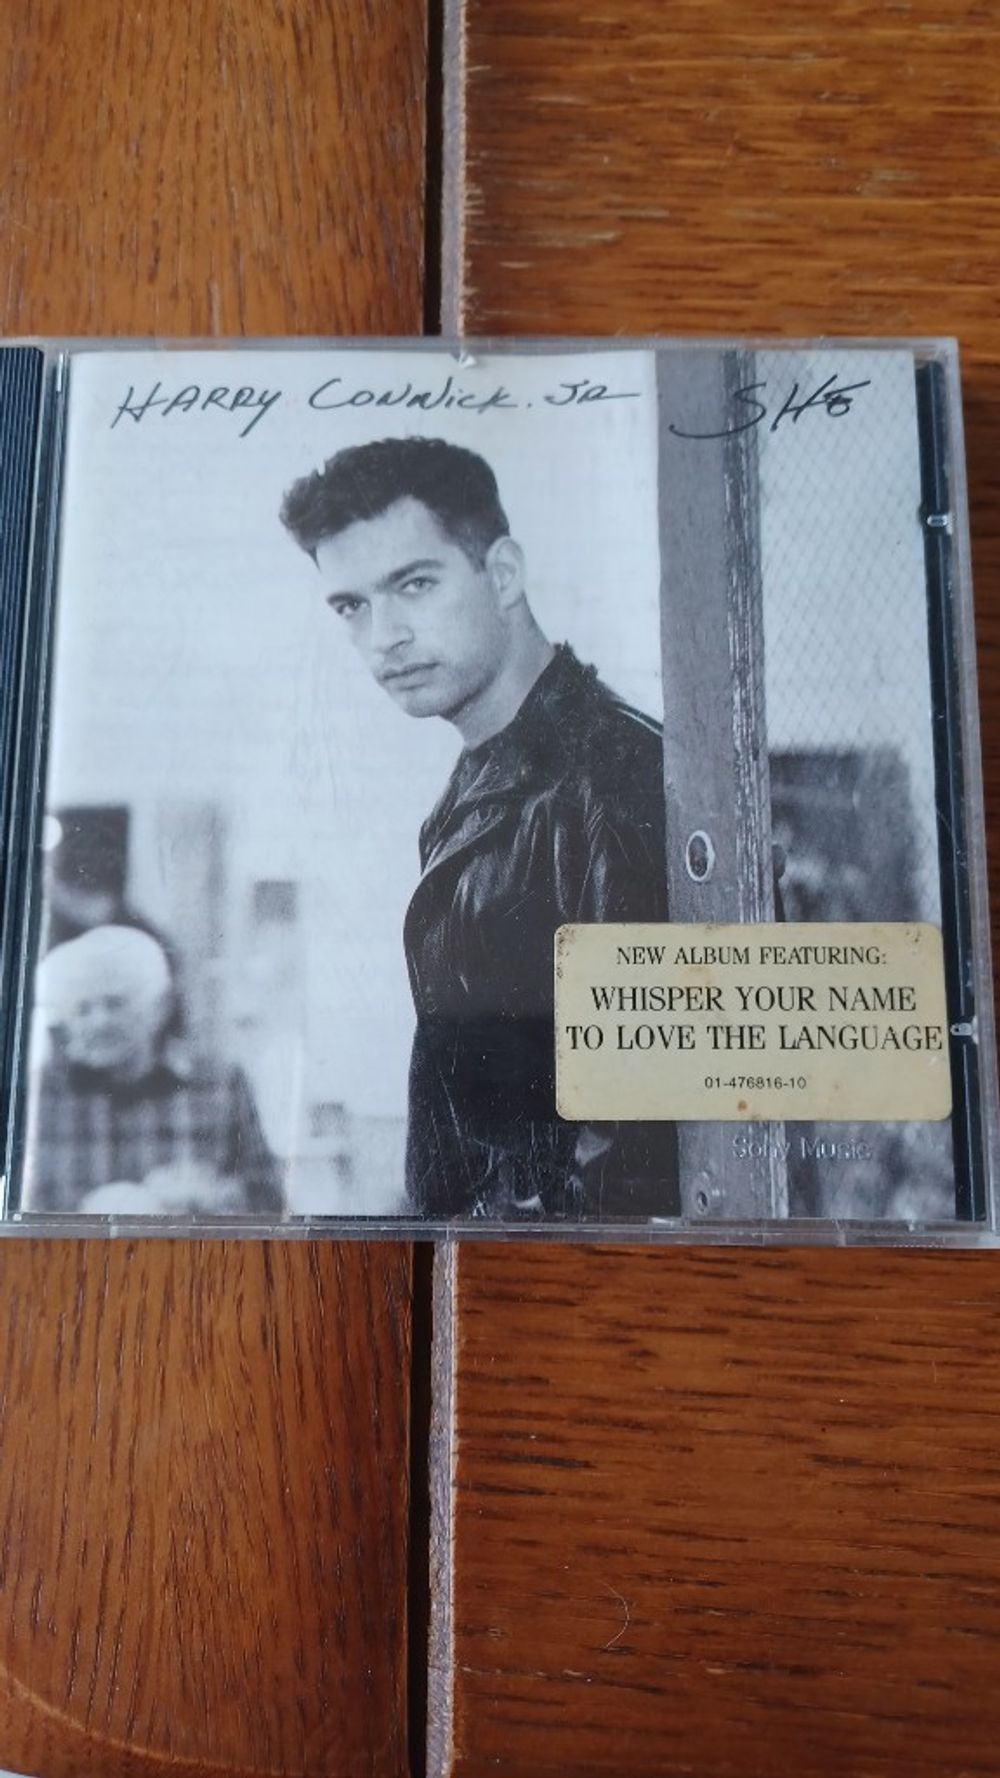 HARRY CONNICK. JR SHE
NEW ALBUM FEATURING:
WHISPER YOUR NAME
TO LOVE THE LANGUAGE
01-476816-10
Sony Music